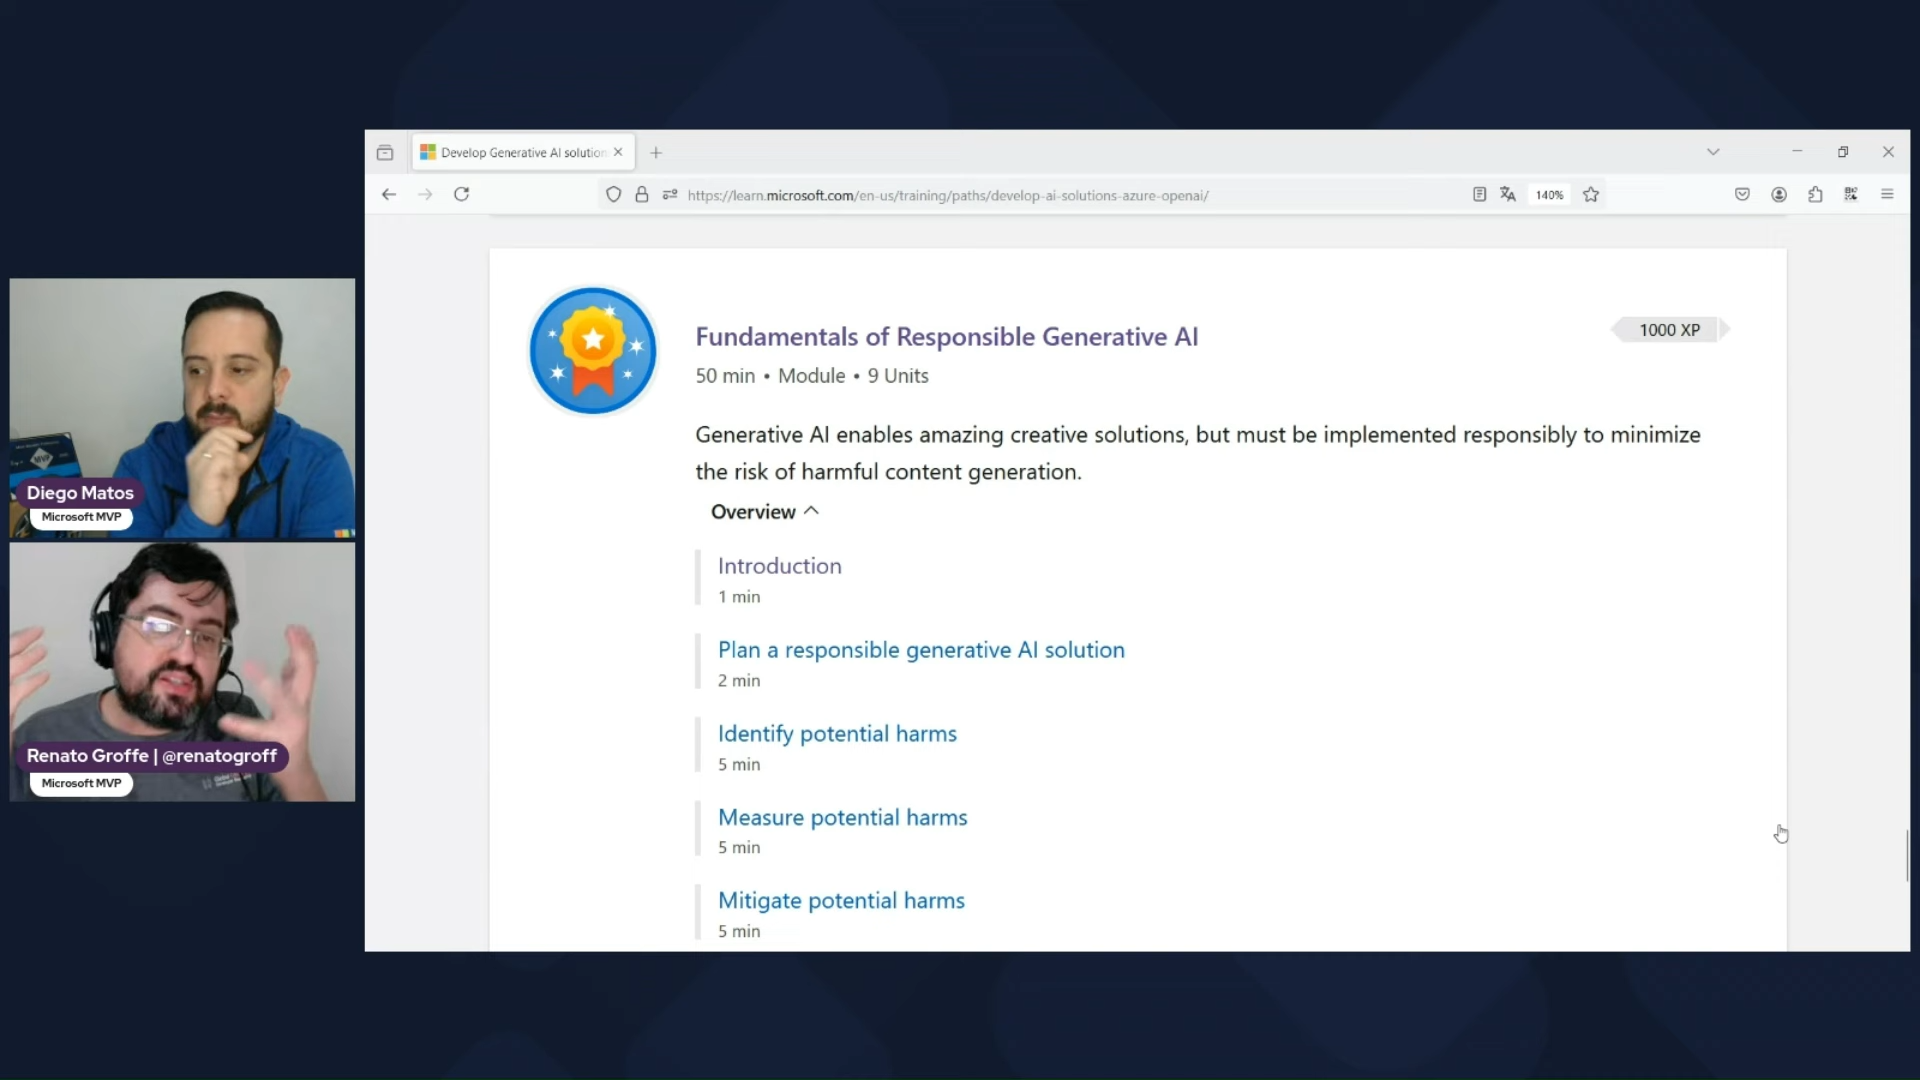 Develop Generative AI solution
https://learn.microsoft.com/en-us/training/paths/develop-ai-solutions-azure-openai/
140%
Fundamentals of Responsible Generative AI
1000 XP
50 min • Module • 9 Units
Generative AI enables amazing creative solutions, but must be implemented responsibly to minimize
the risk of harmful content generation.
Overview
Introduction
1 min
Plan a responsible generative AI solution
2 min
Identify potential harms
5 min
Measure potential harms
5 min
Mitigate potential harms
5 min
MVP
Diego Matos
Microsoft MVP
Renato Groffe | @renatogroff
Microsoft MVP